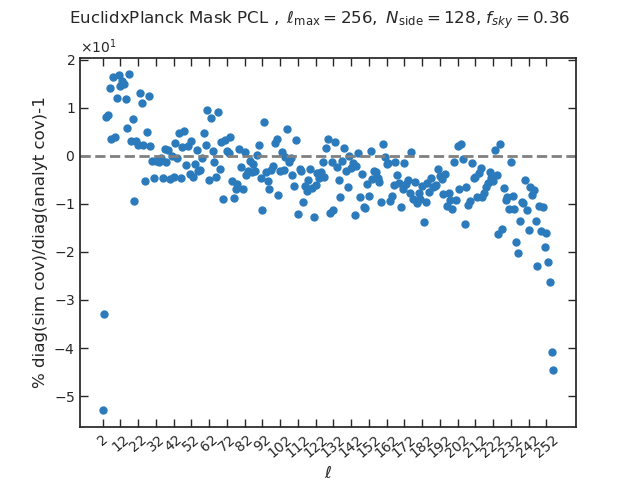 EuclidxPlanck Mask PCL , ℓmax = 256, Nside = 128, fsky = 0.36
×10¹
2
1
0
−1
−2
−3
−4
−5
% diag(sim cov)/diag(analyt cov)-1
2 12 22 32 42 52 62 72 82 92 102 112 122 132 142 152 162 172 182 192 202 212 222 232 242 252
ℓ